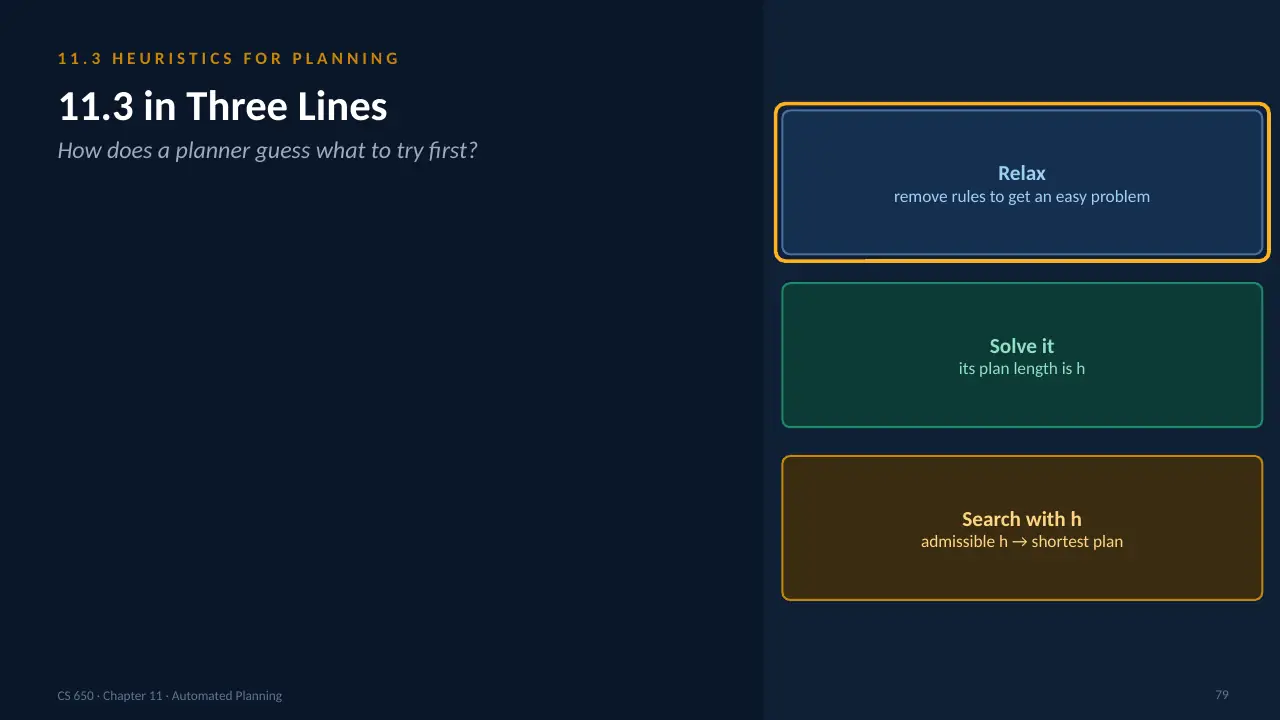 11.3 HEURISTICS FOR PLANNING
11.3 in Three Lines
How does a planner guess what to try first?
Relax
remove rules to get an easy problem
Solve it
its plan length is h
Search with h
admissible h → shortest plan
CS 650 · Chapter 11 · Automated Planning
79